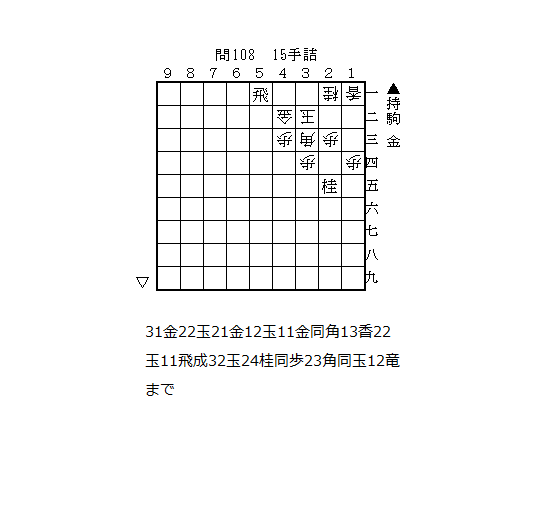 問108 15手詰
9 8 7 6 5 4 3 2 1
飛 桂 香 一
金 玉 二
歩 角 歩 三
歩 歩 四
桂 五
六
七
八
九
▲持駒 金
▽
31金22玉21金12玉11金同角13香22
玉11飛成32玉24桂同歩23角同玉12竜
まで